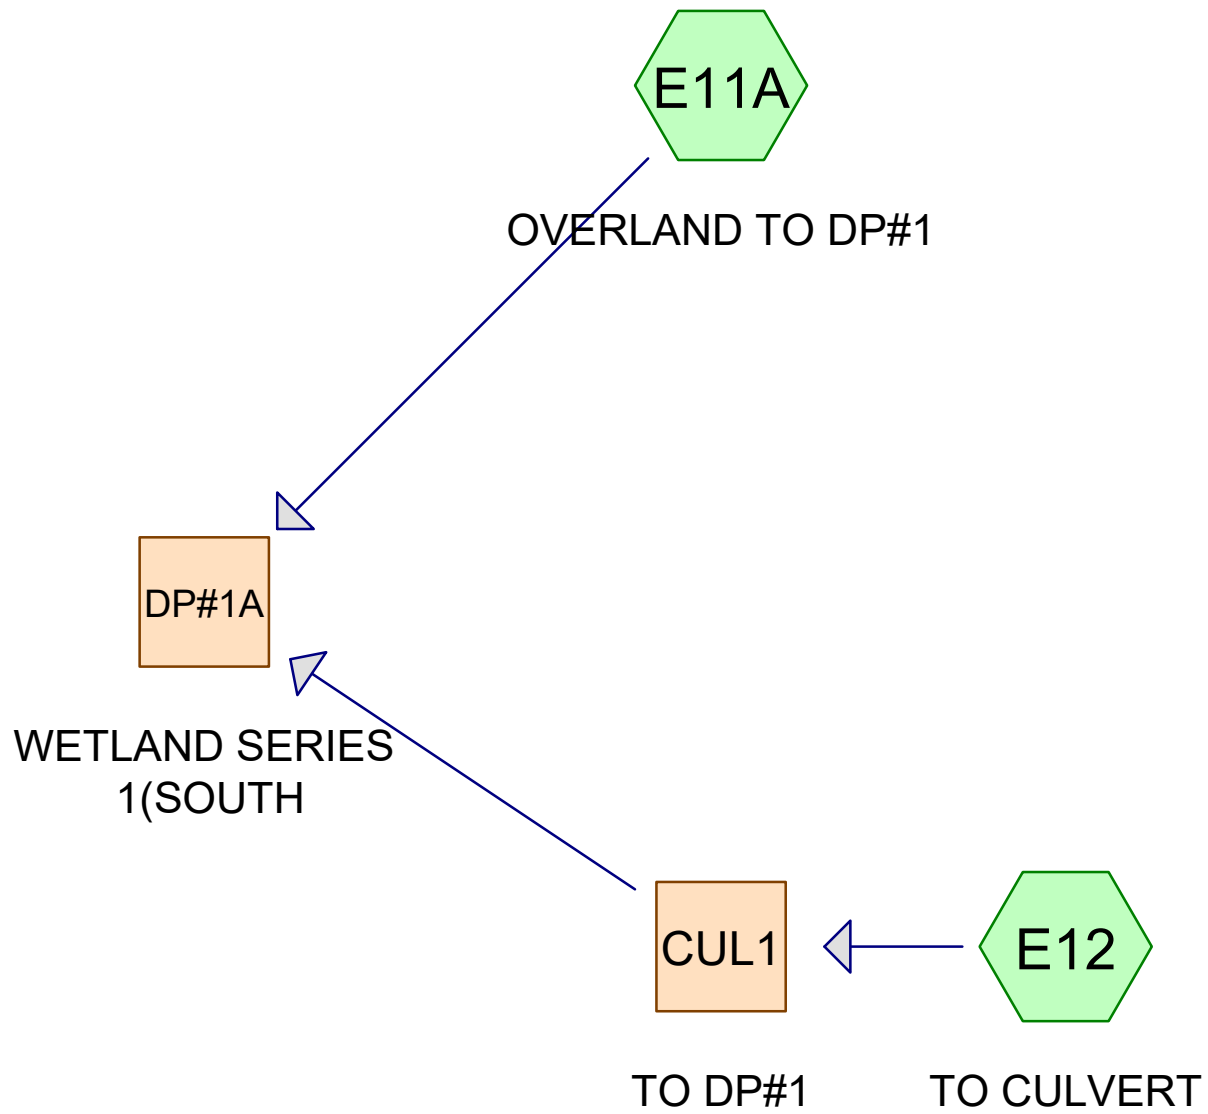 E11A
OVERLAND TO DP#1
DP#1A
WETLAND SERIES
1(SOUTH
CUL1
E12
TO DP#1
TO CULVERT